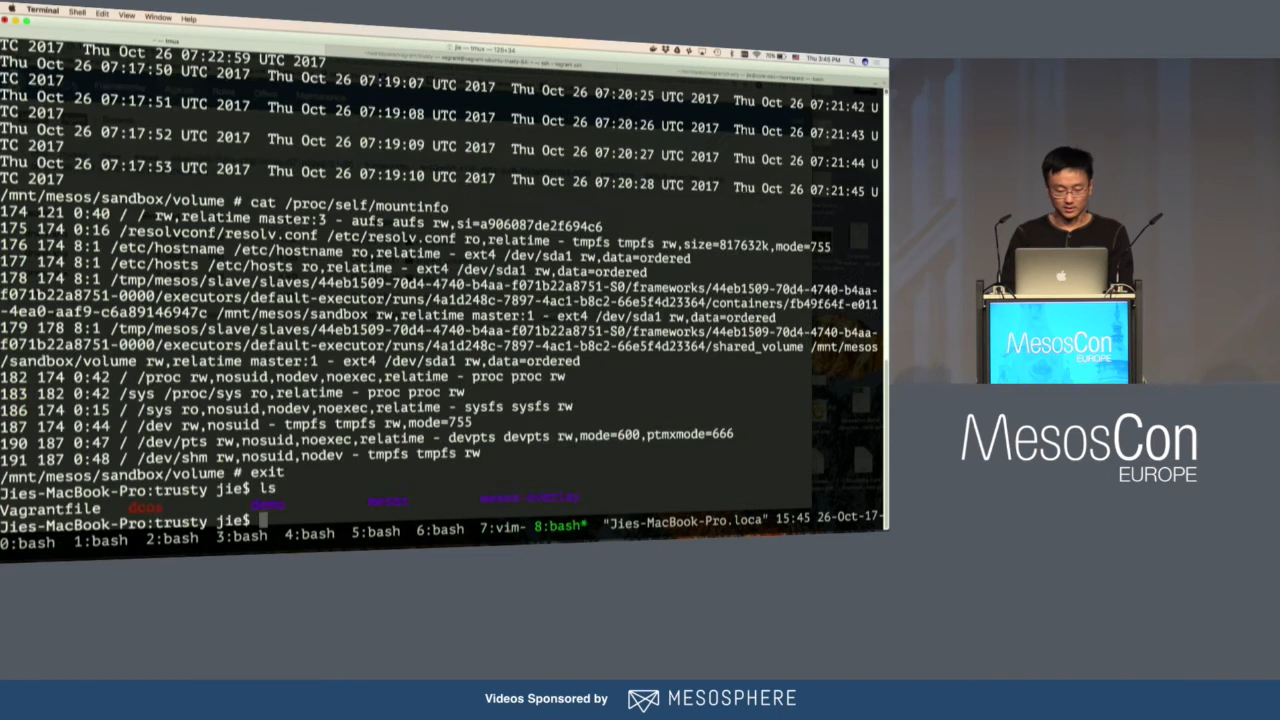 Terminal Shell Edit View Window Help
Thu 3:45 PM
TC 2017 Thu Oct 26 07:22:59 UTC 2017
Thu Oct 26 07:17:50 UTC 2017 Thu Oct 26 07:19:07 UTC 2017 Thu Oct 26 07:20:25 UTC 2017 Thu Oct 26 07:21:42 U
TC 2017
Thu Oct 26 07:17:51 UTC 2017 Thu Oct 26 07:19:08 UTC 2017 Thu Oct 26 07:20:26 UTC 2017 Thu Oct 26 07:21:43 U
TC 2017
Thu Oct 26 07:17:52 UTC 2017 Thu Oct 26 07:19:09 UTC 2017 Thu Oct 26 07:20:27 UTC 2017 Thu Oct 26 07:21:44 U
TC 2017
Thu Oct 26 07:17:53 UTC 2017 Thu Oct 26 07:19:10 UTC 2017 Thu Oct 26 07:20:28 UTC 2017 Thu Oct 26 07:21:45 U
TC 2017
/mnt/mesos/sandbox/volume # cat /proc/self/mountinfo
174 121 0:40 / / rw,relatime master:3 - aufs aufs rw,si=a906087de2f694c6
175 174 0:16 /resolvconf/resolv.conf /etc/resolv.conf ro,relatime - tmpfs tmpfs rw,size=817632k,mode=755
176 174 8:1 /etc/hostname /etc/hostname ro,relatime - ext4 /dev/sda1 rw,data=ordered
177 174 8:1 /etc/hosts /etc/hosts ro,relatime - ext4 /dev/sda1 rw,data=ordered
178 174 8:1 /tmp/mesos/slave/slaves/44eb1509-70d4-4740-b4aa-f071b22a8751-S0/frameworks/44eb1509-70d4-4740-b4aa-
f071b22a8751-0000/executors/default-executor/runs/4a1d248c-7897-4ac1-b8c2-66e5f4d23364/containers/fb49f64f-e011
-4ea0-aaf9-c6a89146947c /mnt/mesos/sandbox rw,relatime master:1 - ext4 /dev/sda1 rw,data=ordered
179 178 8:1 /tmp/mesos/slave/slaves/44eb1509-70d4-4740-b4aa-f071b22a8751-S0/frameworks/44eb1509-70d4-4740-b4aa-
f071b22a8751-0000/executors/default-executor/runs/4a1d248c-7897-4ac1-b8c2-66e5f4d23364/shared_volume /mnt/mesos
/sandbox/volume rw,relatime master:1 - ext4 /dev/sda1 rw,data=ordered
182 174 0:42 / /proc rw,nosuid,nodev,noexec,relatime - proc proc rw
183 182 0:42 /sys /proc/sys ro,relatime - proc proc rw
186 174 0:15 / /sys ro,nosuid,nodev,noexec,relatime - sysfs sysfs rw
187 174 0:44 / /dev rw,nosuid - tmpfs tmpfs rw,mode=755
190 187 0:47 / /dev/pts rw,nosuid,noexec,relatime - devpts devpts rw,mode=600,ptmxmode=666
191 187 0:48 / /dev/shm rw,nosuid,nodev - tmpfs tmpfs rw
/mnt/mesos/sandbox/volume # exit
Jies-MacBook-Pro:trusty jie$ ls
Vagrantfile dcos demo mesos mesos-overlay
Jies-MacBook-Pro:trusty jie$
0:bash 1:bash 2:bash 3:bash 4:bash 5:bash 6:bash 7:vim- 8:bash* "Jies-MacBook-Pro.loca" 15:45 26-Oct-17
MesosCon
EUROPE
MesosCon
EUROPE
Videos Sponsored by MESOSPHERE